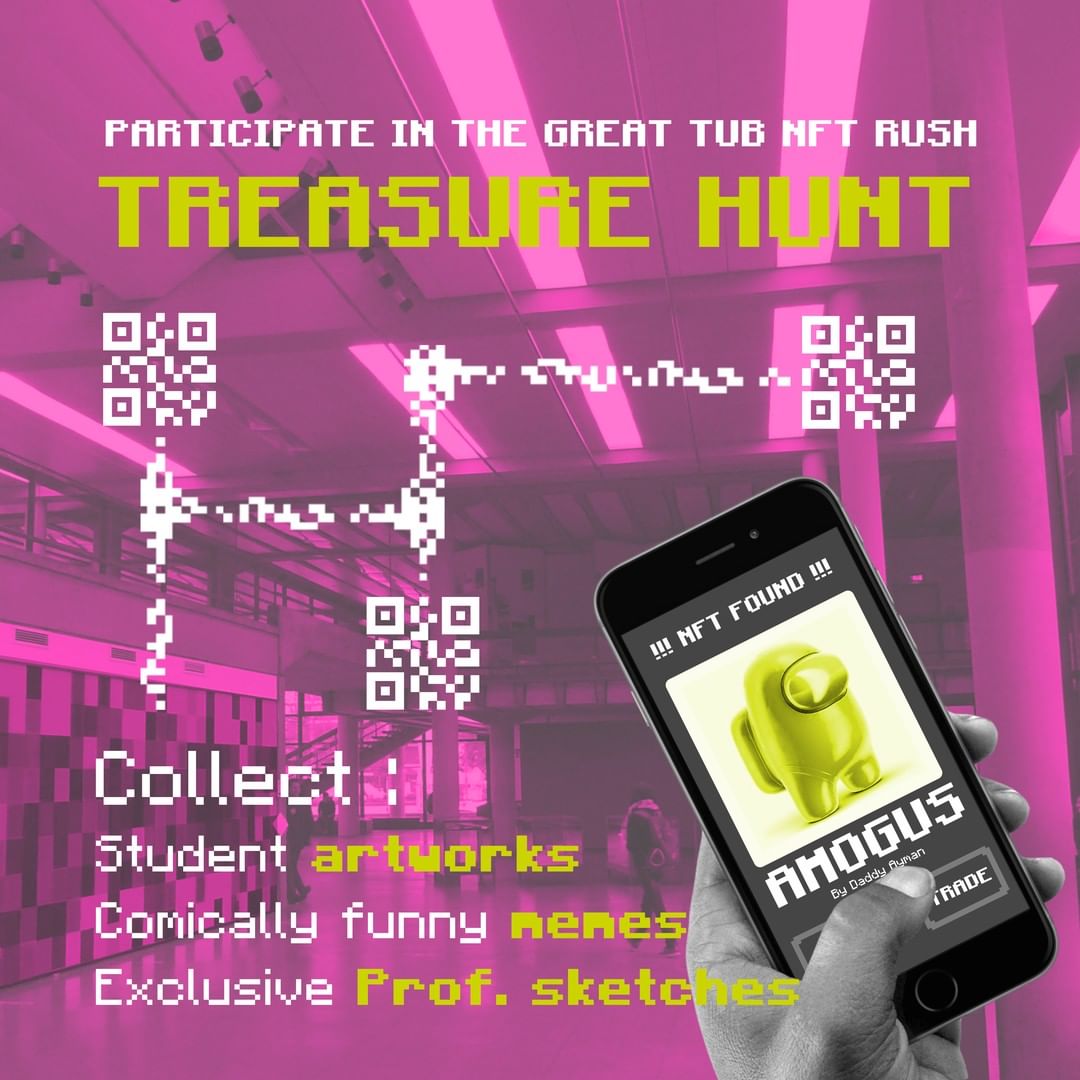 PARTICIPATE IN THE GREAT TUB NFT RUSH
TREASURE HUNT
!!! NFT FOUND !!!
AMOGUS
By Daddy Ayman
TRADE
Collect :
Student artworks
Comically funny memes
Exclusive Prof. sketches